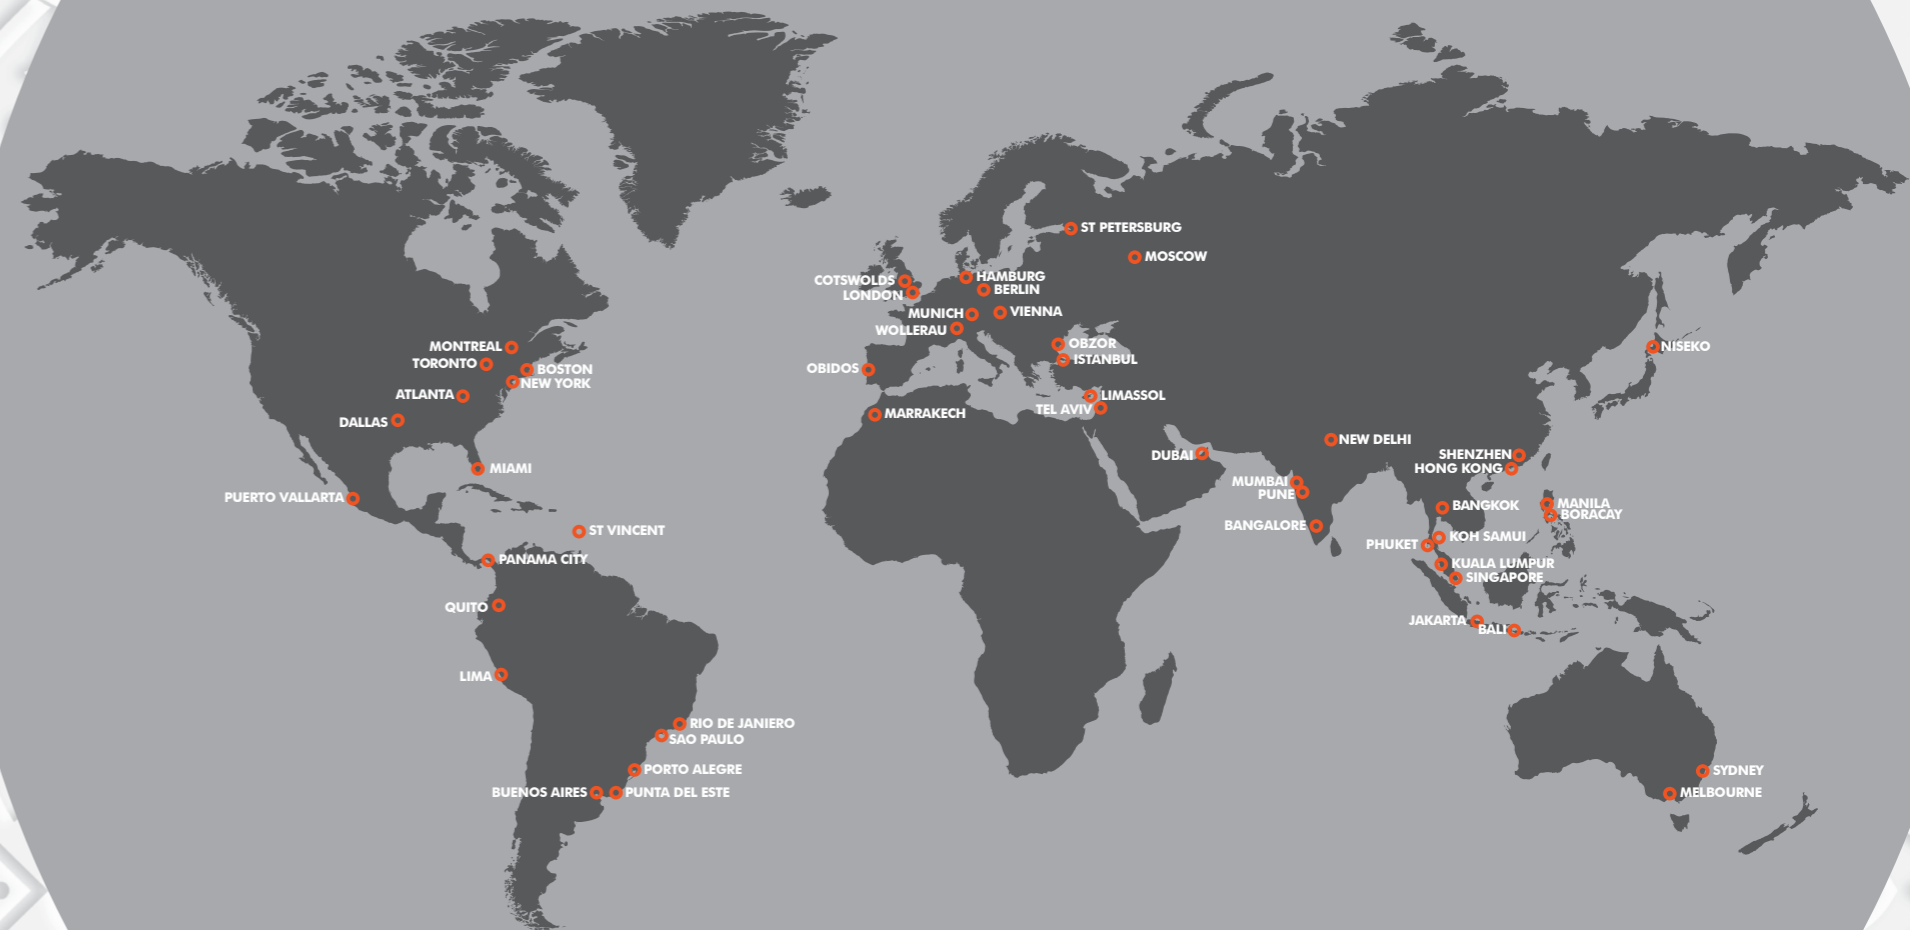 ST PETERSBURG
MOSCOW
COTSWOLDS
HAMBURG
LONDON
BERLIN
MUNICH
VIENNA
WOLLERAU
OBZOR
ISTANBUL
OBIDOS
LIMASSOL
TEL AVIV
MARRAKECH
MONTREAL
TORONTO
BOSTON
NEW YORK
ATLANTA
DALLAS
MIAMI
PUERTO VALLARTA
ST VINCENT
PANAMA CITY
QUITO
LIMA
RIO DE JANIERO
SAO PAULO
PORTO ALEGRE
BUENOS AIRES
PUNTA DEL ESTE
NISEKO
NEW DELHI
DUBAI
SHENZHEN
HONG KONG
MUMBAI
PUNE
BANGALORE
BANGKOK
MANILA
BORACAY
KOH SAMUI
PHUKET
KUALA LUMPUR
SINGAPORE
JAKARTA
BALI
SYDNEY
MELBOURNE